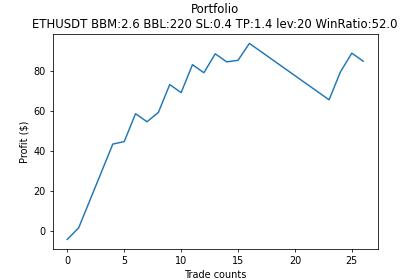 Portfolio
ETHUSDT BBM:2.6 BBL:220 SL:0.4 TP:1.4 lev:20 WinRatio:52.0
Profit ($)
80
60
40
20
0
0 5 10 15 20 25
Trade counts